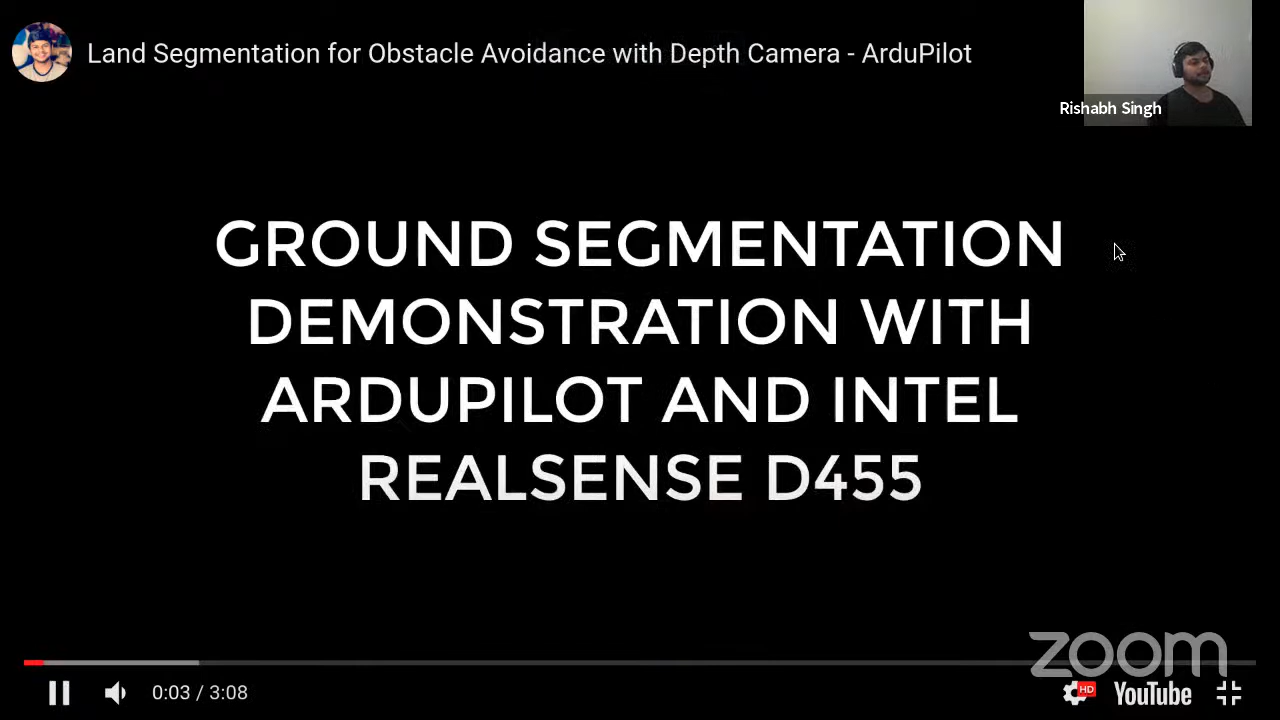 Land Segmentation for Obstacle Avoidance with Depth Camera - ArduPilot
Rishabh Singh
GROUND SEGMENTATION
DEMONSTRATION WITH
ARDUPILOT AND INTEL
REALSENSE D455
zoom
0:03 / 3:08
HD
YouTube